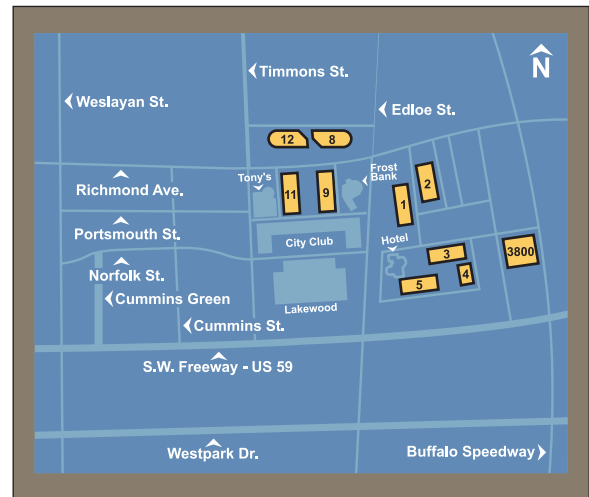 N
Timmons St.
Weslayan St.
Edloe St.
12
8
Tony's
Frost
Bank
11
9
2
1
Richmond Ave.
Portsmouth St.
City Club
Hotel
3
3800
4
5
Norfolk St.
Cummins Green
Lakewood
Cummins St.
S.W. Freeway - US 59
Westpark Dr.
Buffalo Speedway